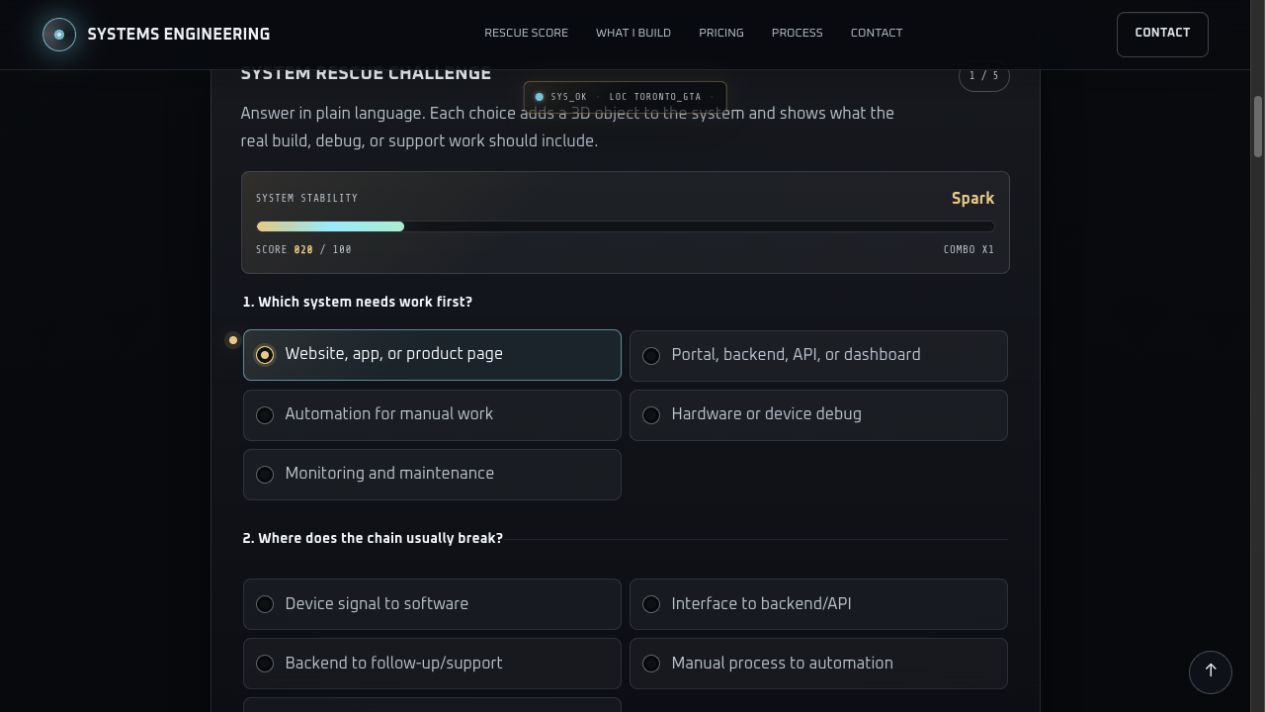 SYSTEMS ENGINEERING
RESCUE SCORE
WHAT I BUILD
PRICING
PROCESS
CONTACT
CONTACT
SYSTEM RESCUE CHALLENGE
1 / 5
SYS_OK · LOC TORONTO_GTA ·
Answer in plain language. Each choice adds a 3D object to the system and shows what the
real build, debug, or support work should include.
SYSTEM STABILITY
Spark
SCORE 020 / 100
COMBO X1
1. Which system needs work first?
Website, app, or product page
Portal, backend, API, or dashboard
Automation for manual work
Hardware or device debug
Monitoring and maintenance
2. Where does the chain usually break?
Device signal to software
Interface to backend/API
Backend to follow-up/support
Manual process to automation